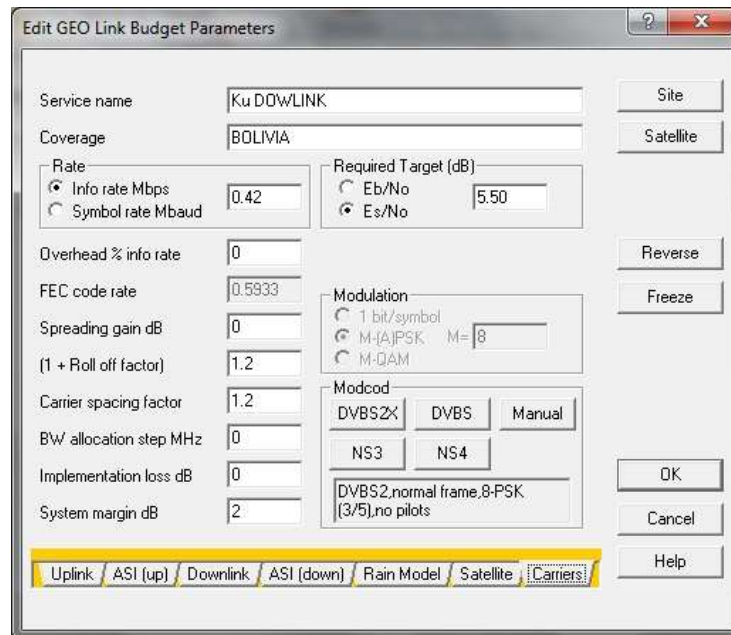 Edit GEO Link Budget Parameters
?
X
Service name Ku DOWLINK
Coverage BOLIVIA
Site
Satellite
Rate
Info rate Mbps
Symbol rate Mbaud
0.42
Required Target (dB)
Eb/No
Es/No
5.50
Overhead % info rate 0
FEC code rate 0.5933
Spreading gain dB 0
(1 + Roll off factor) 1.2
Carrier spacing factor 1.2
BW allocation step MHz 0
Implementation loss dB 0
System margin dB 2
Modulation
1 bit/symbol
M-(A)PSK M= 8
M-QAM
Modcod
DVBS2X DVBS Manual
NS3 NS4
DVBS2,normal frame,8-PSK
(3/5),no pilots
Reverse
Freeze
OK
Cancel
Help
Uplink ASI (up) Downlink ASI (down) Rain Model Satellite Carriers